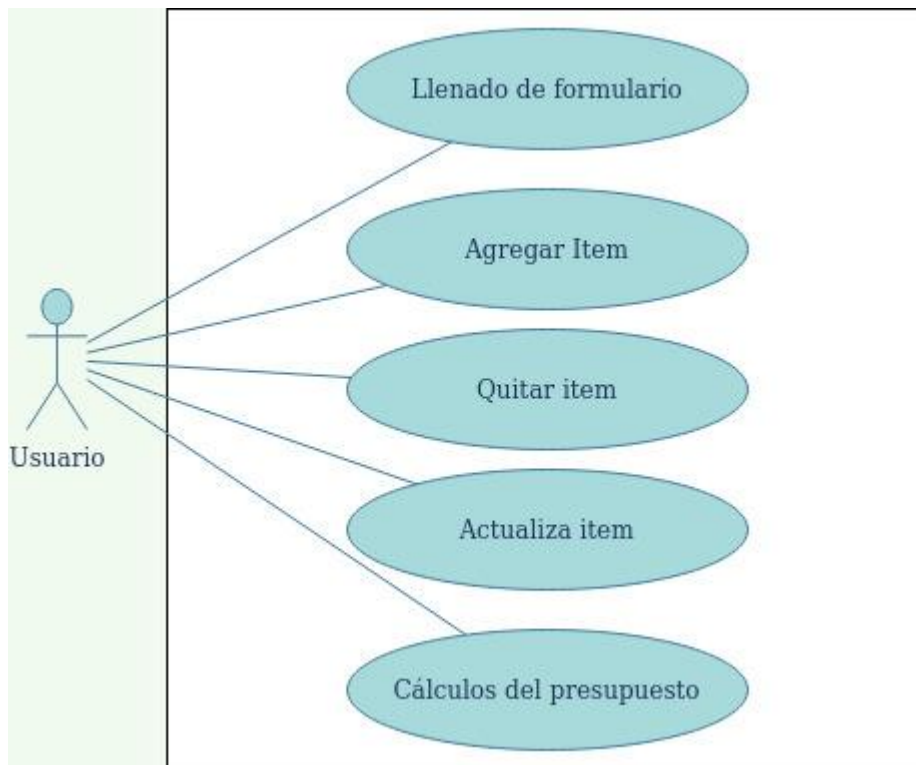 Llenado de formulario
Agregar Item
Quitar item
Usuario
Actualiza item
Cálculos del presupuesto